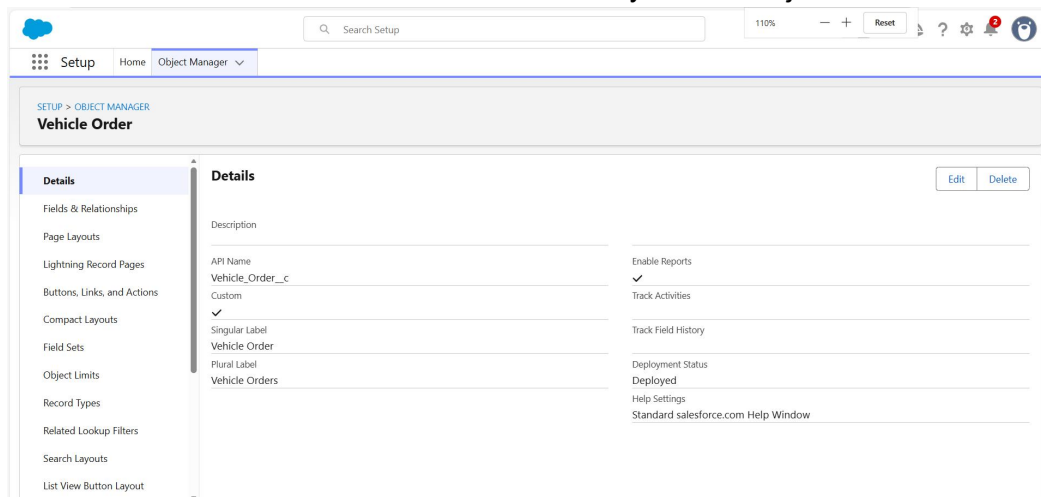 110% — + Reset
Search Setup
? 2
Setup Home Object Manager
SETUP > OBJECT MANAGER
Vehicle Order
Details
Fields & Relationships
Page Layouts
Lightning Record Pages
Buttons, Links, and Actions
Compact Layouts
Field Sets
Object Limits
Record Types
Related Lookup Filters
Search Layouts
List View Button Layout
Details
Edit Delete
Description
API Name
Vehicle_Order__c
Custom
Singular Label
Vehicle Order
Plural Label
Vehicle Orders
Enable Reports
Track Activities
Track Field History
Deployment Status
Deployed
Help Settings
Standard salesforce.com Help Window